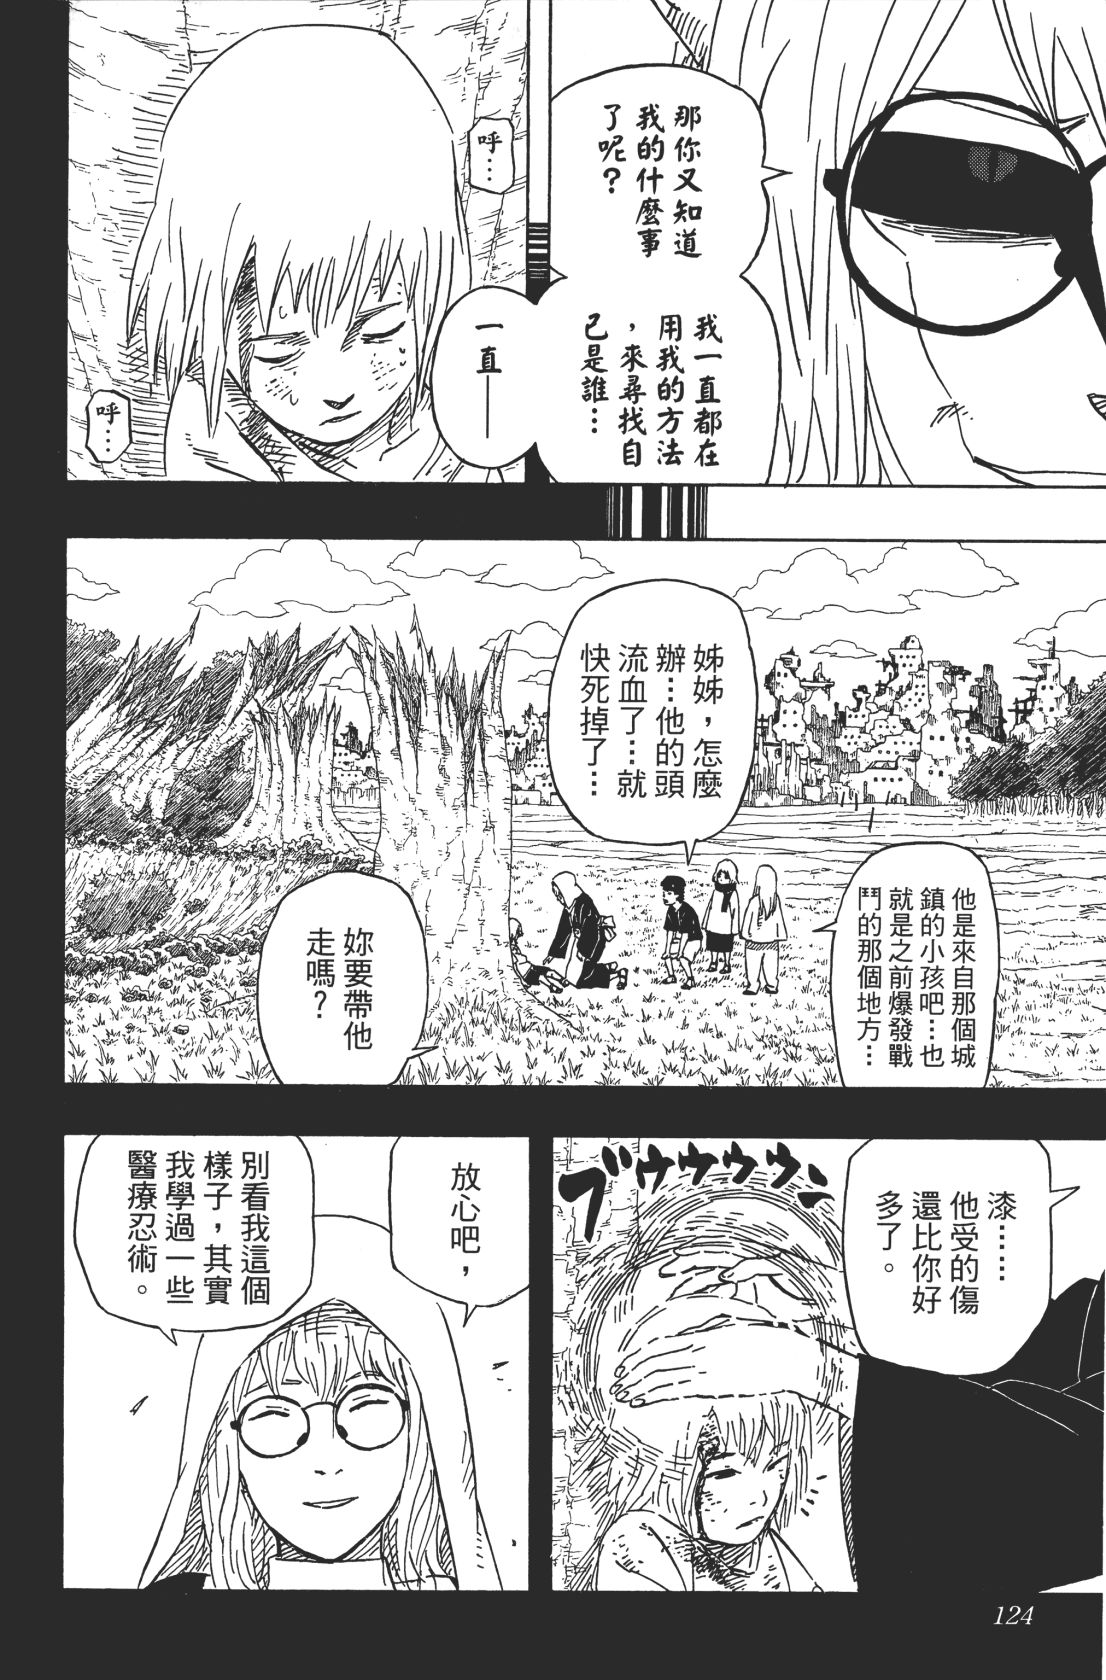 那你又知道
我的什麼事
了呢？
我一直都在
用我的方法
，來尋找自
己是誰…
一直——
呼…
呼…
姊姊，怎麼
辦…他的頭
流血了…就
快死掉了…
他是來自那個城
鎮的小孩吧…也
就是之前爆發戰
鬥的那個地方…
妳要帶他
走嗎？
漆……
他受的傷
還比你好
多了。
ブゥゥゥゥン
放心吧，
別看我這個
樣子，其實
我學過一些
醫療忍術。
124